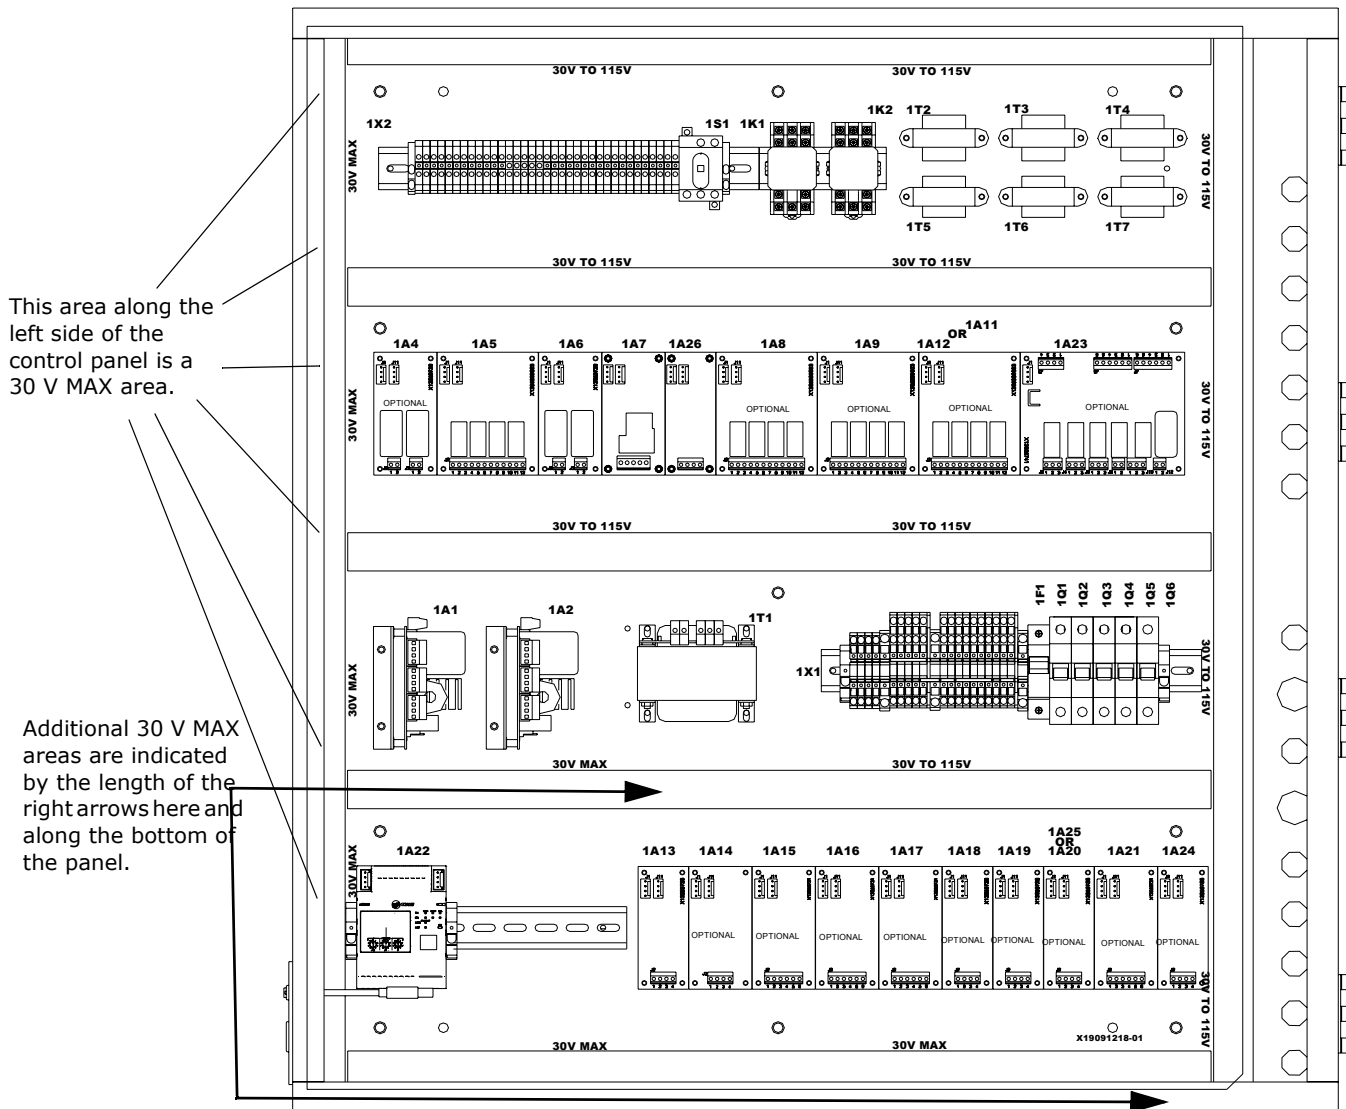 30V TO 115V 30V TO 115V
1X2 1S1 1K1 1K2 1T2 1T3 1T4
30V MAX 30V TO 115V
1T5 1T6 1T7
30V TO 115V 30V TO 115V
This area along the
left side of the
control panel is a
30 V MAX area.
1A4 1A5 1A6 1A7 1A26 1A8 1A9 1A12 OR 1A11 1A23
OPTIONAL OPTIONAL OPTIONAL OPTIONAL OPTIONAL
30V MAX 30V TO 115V
30V TO 115V 30V TO 115V
1A1 1A2 1T1 1F1 1Q1 1Q2 1Q3 1Q4 1Q5 1Q6
1X1
30V MAX 30V TO 115V
Additional 30 V MAX
areas are indicated
by the length of the
right arrows here and
along the bottom of
the panel.
30V MAX 30V TO 115V
1A25
OR
1A22 1A13 1A14 1A15 1A16 1A17 1A18 1A19 1A20 1A21 1A24
30V MAX
OPTIONAL OPTIONAL OPTIONAL OPTIONAL OPTIONAL OPTIONAL OPTIONAL OPTIONAL OPTIONAL
30V TO 115V
X19091218-01
30V MAX 30V MAX